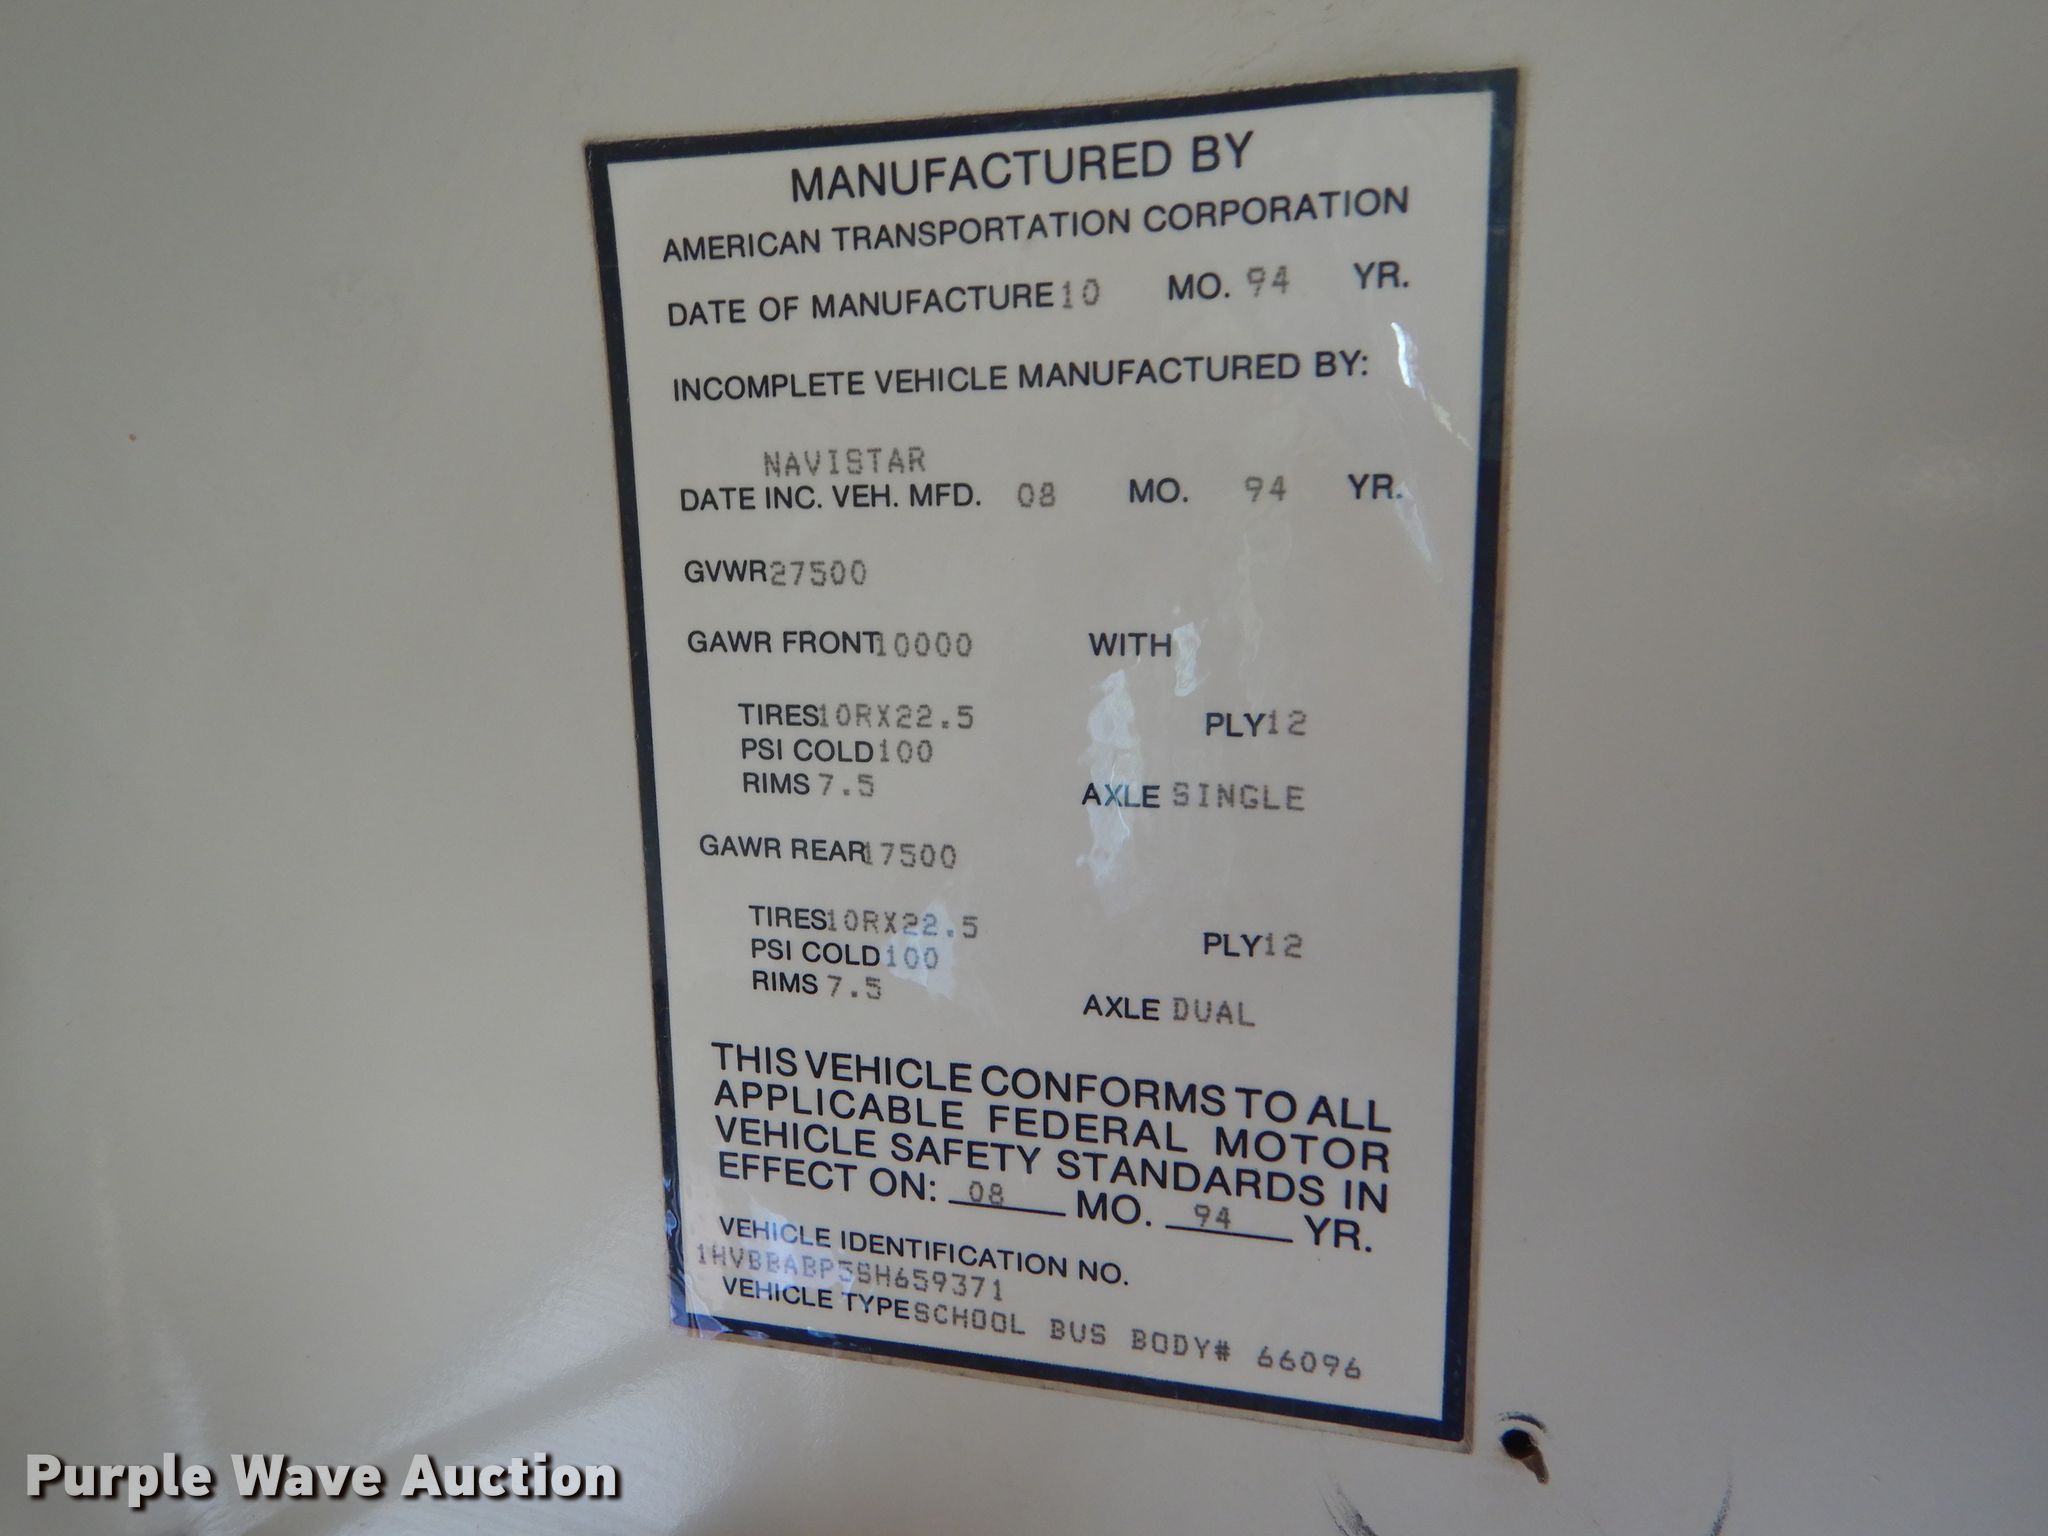 MANUFACTURED BY
AMERICAN TRANSPORTATION CORPORATION
DATE OF MANUFACTURE 10 MO. 94 YR.
INCOMPLETE VEHICLE MANUFACTURED BY:
NAVISTAR
DATE INC. VEH. MFD. 08 MO. 94 YR.
GVWR 27500
GAWR FRONT 10000 WITH
TIRES 10RX22.5 PLY 12
PSI COLD 100
RIMS 7.5 AXLE SINGLE
GAWR REAR 17500
TIRES 10RX22.5 PLY 12
PSI COLD 100
RIMS 7.5 AXLE DUAL
THIS VEHICLE CONFORMS TO ALL
APPLICABLE FEDERAL MOTOR
VEHICLE SAFETY STANDARDS IN
EFFECT ON: 08 MO. 94 YR.
VEHICLE IDENTIFICATION NO.
1HVBBABP5SH659371
VEHICLE TYPE SCHOOL BUS BODY# 66096
Purple Wave Auction